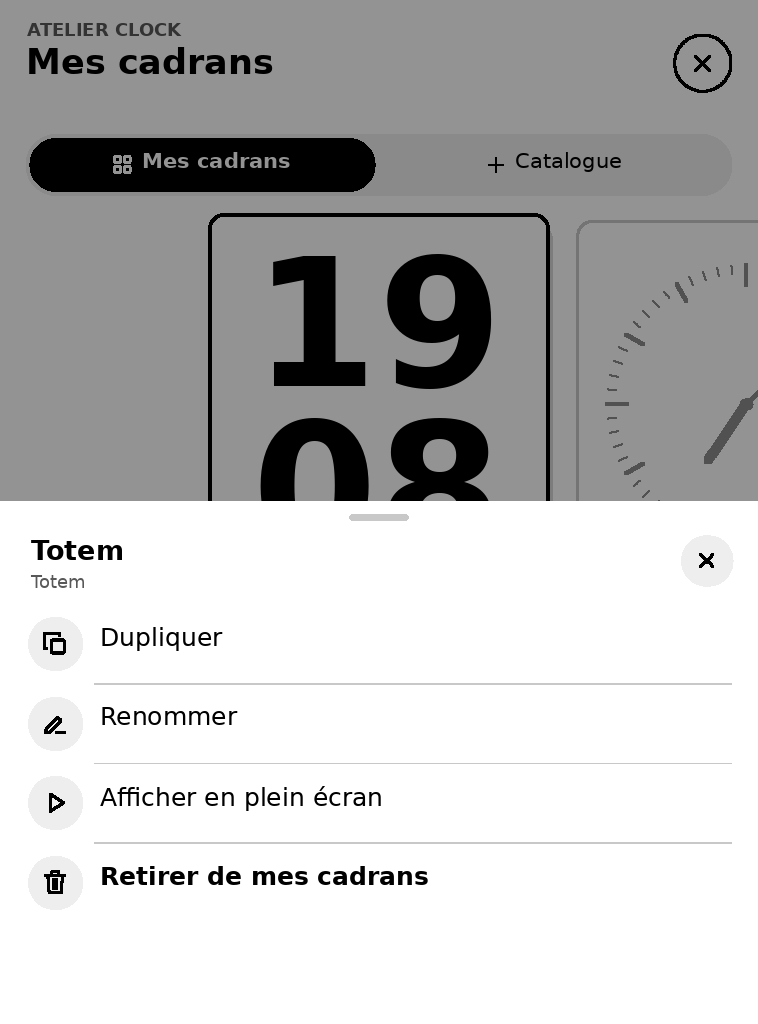 ATELIER CLOCK
Mes cadrans
Mes cadrans
Catalogue
19
08
Totem
Totem
Dupliquer
Renommer
Afficher en plein écran
Retirer de mes cadrans